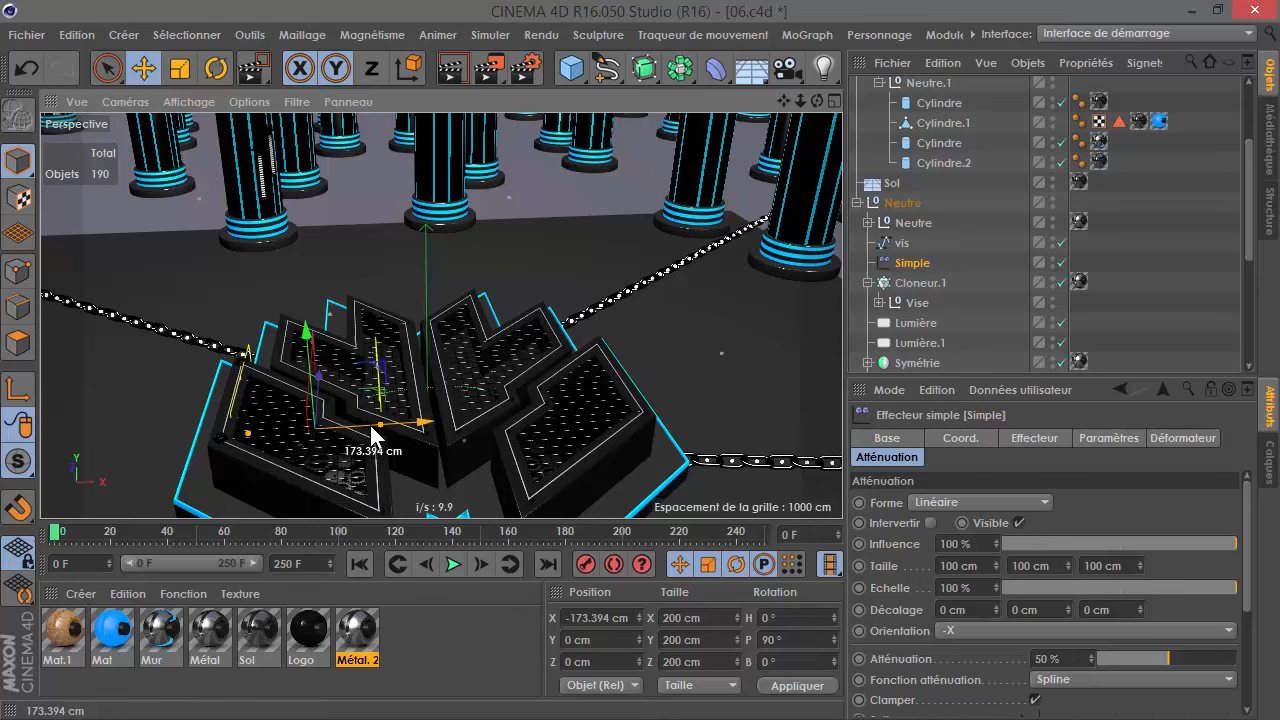 CINEMA 4D R16.050 Studio (R16) - [06.c4d *]
Fichier Edition Créer Sélectionner Outils Maillage Magnétisme Animer Simuler Rendu Sculpture Traqueur de mouvement MoGraph Personnage Module Interface: Interface de démarrage
X Y Z
Fichier Edition Vue Objets Propriétés Signets
Vue Caméras Affichage Options Filtre Panneau
Perspective
Total
Objets 190
Neutre.1
Cylindre
Cylindre.1
Cylindre
Cylindre.2
Sol
Neutre
Neutre
vis
Simple
Cloneur.1
Vise
Lumière
Lumière.1
Symétrie
Objets
Médiathèque
Structure
173.394 cm
Y
Z
X
i/s : 9.9
Espacement de la grille : 1000 cm
Mode Edition Données utilisateur
Effecteur simple [Simple]
Base Coord. Effecteur Paramètres Déformateur
Atténuation
Atténuation
Forme Linéaire
Intervertir Visible
Influence 100 %
Taille 100 cm 100 cm 100 cm
Echelle 100 %
Décalage 0 cm 0 cm 0 cm
Orientation -X
Atténuation 50 %
Fonction atténuation Spline
Clamper
Attributs
Calques
0 20 40 60 80 100 120 140 160 180 200 220 240
0 F
0 F 0 F 250 F 250 F
P
Créer Edition Fonction Texture
Mat.1 Mat Mur Métal Sol Logo Métal. 2
MAXON
CINEMA 4D
Position Taille Rotation
X -173.394 cm X 200 cm H 0 °
Y 0 cm Y 200 cm P 90 °
Z 0 cm Z 200 cm B 0 °
Objet (Rel) Taille Appliquer
173.394 cm